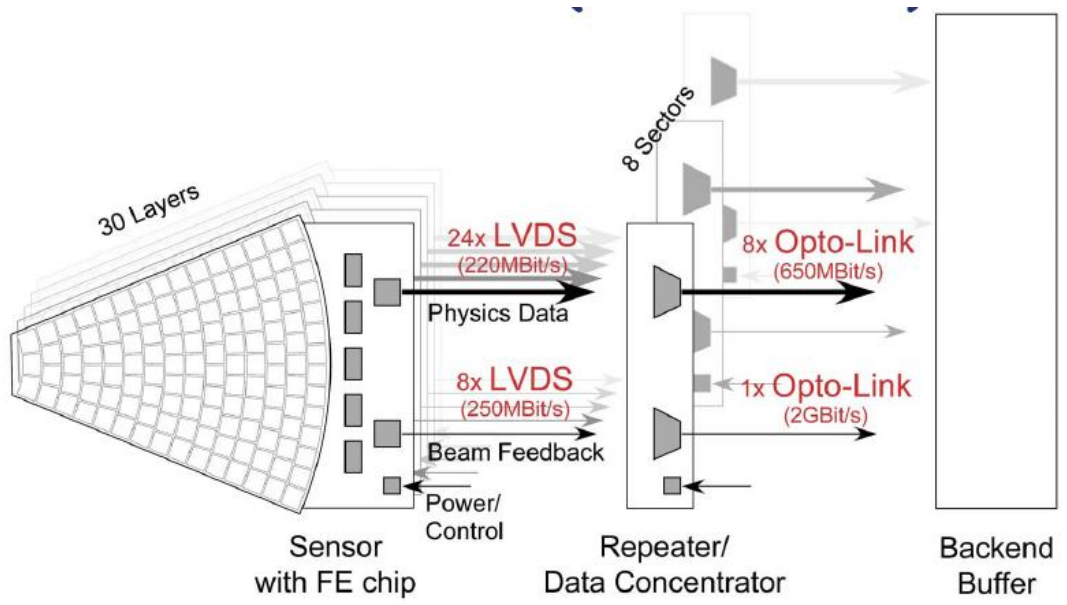 8 Sectors
30 Layers
24x LVDS
(220MBit/s)
Physics Data
8x Opto-Link
(650MBit/s)
8x LVDS
(250MBit/s)
Beam Feedback
1x Opto-Link
(2GBit/s)
Power/
Control
Sensor
with FE chip
Repeater/
Data Concentrator
Backend
Buffer